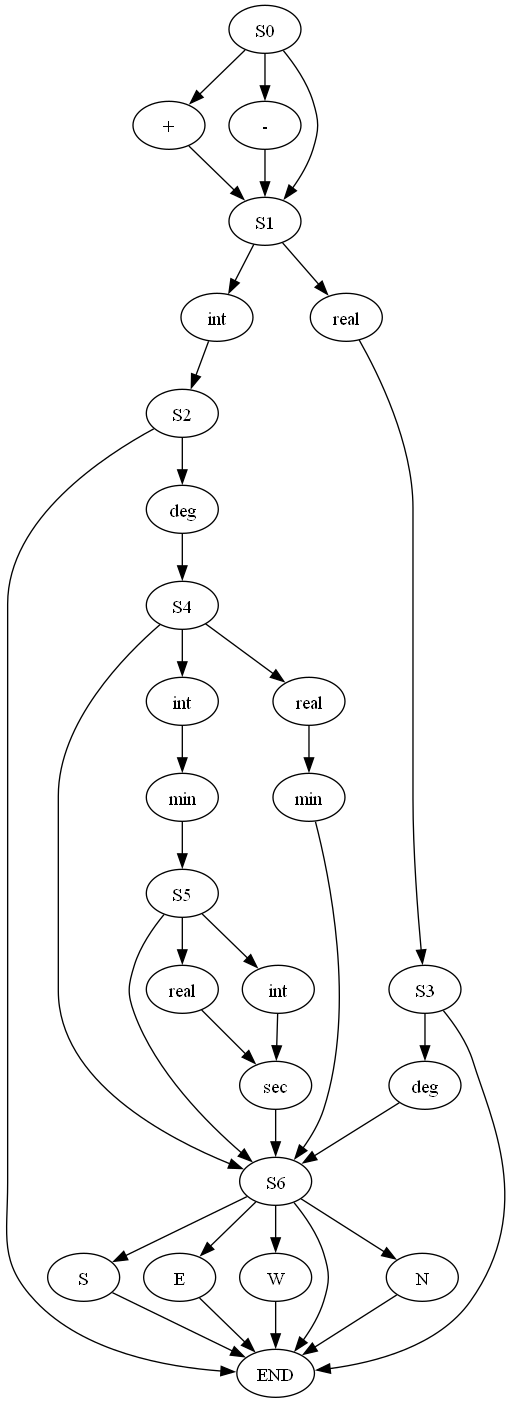 S0
+
-
S1
int
real
S2
deg
S4
int
real
min
min
S5
real
int
S3
sec
deg
S6
S
E
W
N
END